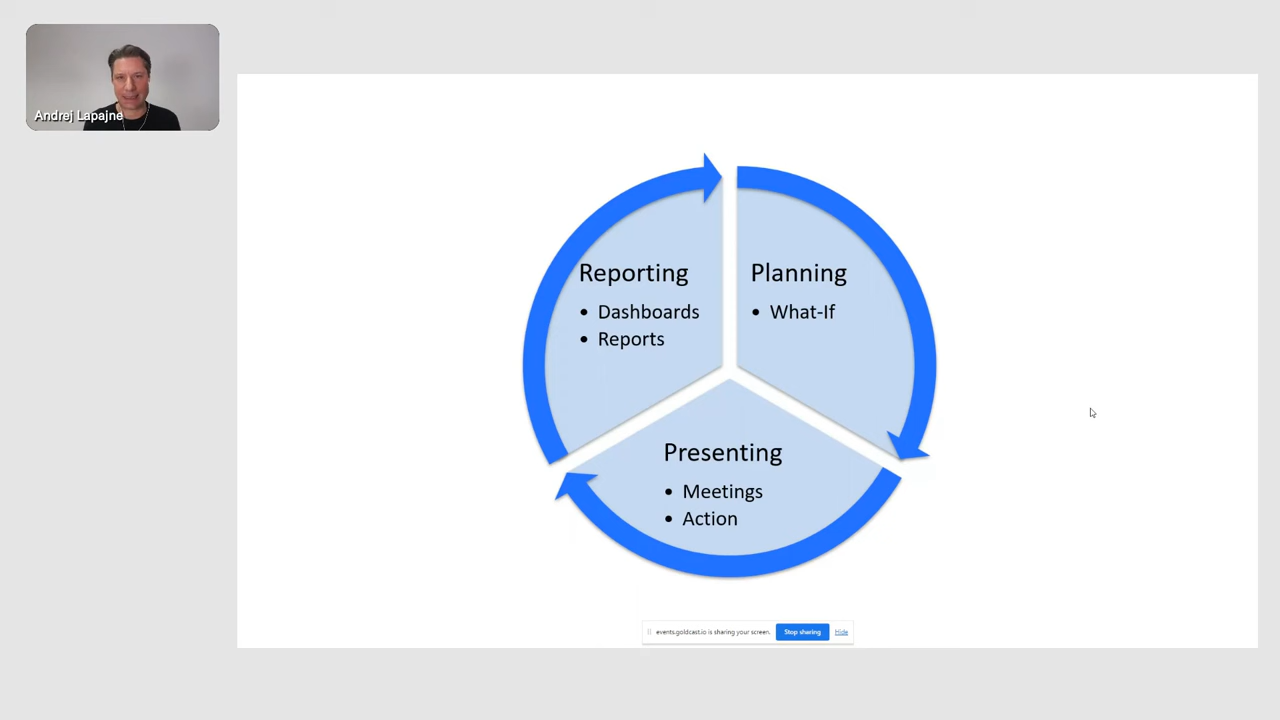 Andrej Lapajne
Reporting
• Dashboards
• Reports
Planning
• What-If
Presenting
• Meetings
• Action
events.goldcast.io is sharing your screen.
Stop sharing
Hide